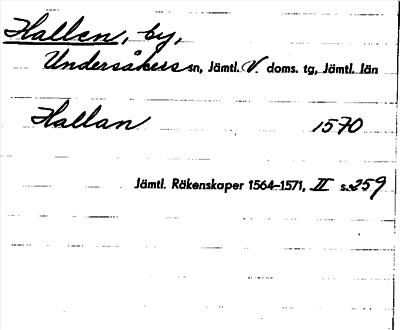 Hallen, by,
Undersåkers sn, Jämtl. V. doms. tg, Jämtl. län
Hallan 1570
Jämtl. Räkenskaper 1564–1571, II s. 259